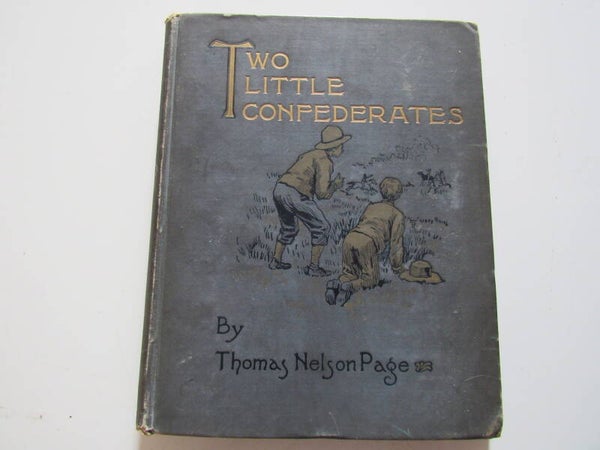 TWO
LITTLE
CONFEDERATES
By
Thomas Nelson Page